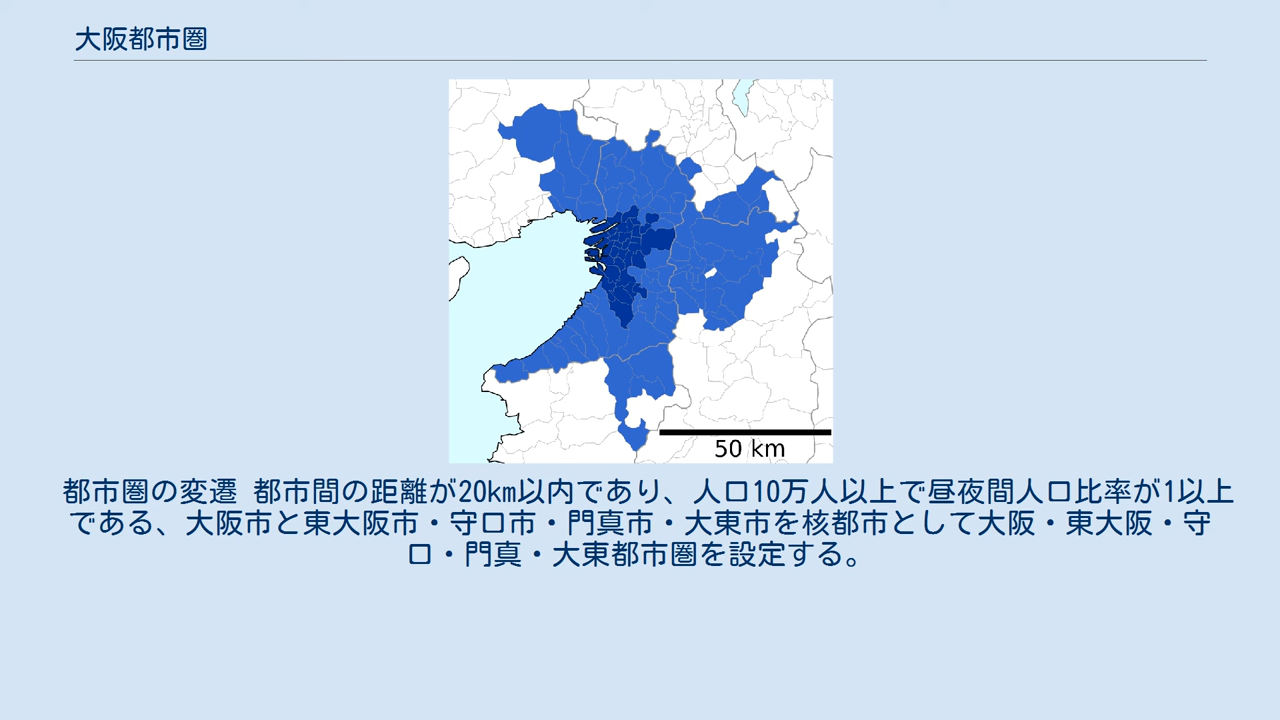 大阪都市圏
50 km
都市圏の変遷 都市間の距離が20km以内であり、人口10万人以上で昼夜間人口比率が1以上
である、大阪市と東大阪市・守口市・門真市・大東市を核都市として大阪・東大阪・守
口・門真・大東都市圏を設定する。